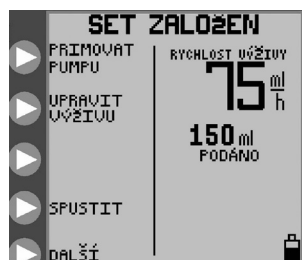 SET ZALOŽEN
PRIMOVAT
PUMPU
UPRAVIT
VÝŽIVU
SPUSTIT
DALŠÍ
RYCHLOST VÝŽIVY
75 ml/h
150 ml
PODÁNO